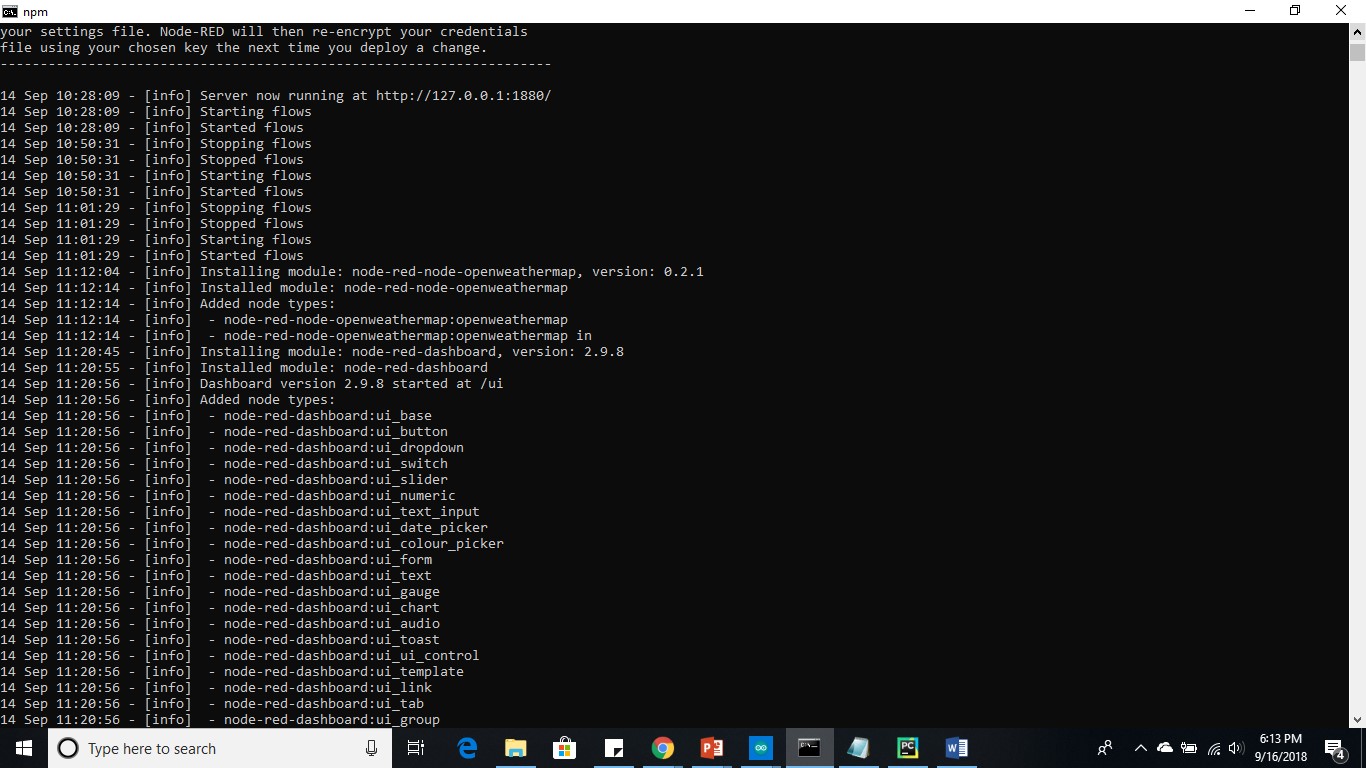 npm
your settings file. Node-RED will then re-encrypt your credentials
file using your chosen key the next time you deploy a change.
---------------------------------------------------------------------
14 Sep 10:28:09 - [info] Server now running at http://127.0.0.1:1880/
14 Sep 10:28:09 - [info] Starting flows
14 Sep 10:28:09 - [info] Started flows
14 Sep 10:50:31 - [info] Stopping flows
14 Sep 10:50:31 - [info] Stopped flows
14 Sep 10:50:31 - [info] Starting flows
14 Sep 10:50:31 - [info] Started flows
14 Sep 11:01:29 - [info] Stopping flows
14 Sep 11:01:29 - [info] Stopped flows
14 Sep 11:01:29 - [info] Starting flows
14 Sep 11:01:29 - [info] Started flows
14 Sep 11:12:04 - [info] Installing module: node-red-node-openweathermap, version: 0.2.1
14 Sep 11:12:14 - [info] Installed module: node-red-node-openweathermap
14 Sep 11:12:14 - [info] Added node types:
14 Sep 11:12:14 - [info]  - node-red-node-openweathermap:openweathermap
14 Sep 11:12:14 - [info]  - node-red-node-openweathermap:openweathermap in
14 Sep 11:20:45 - [info] Installing module: node-red-dashboard, version: 2.9.8
14 Sep 11:20:55 - [info] Installed module: node-red-dashboard
14 Sep 11:20:56 - [info] Dashboard version 2.9.8 started at /ui
14 Sep 11:20:56 - [info] Added node types:
14 Sep 11:20:56 - [info]  - node-red-dashboard:ui_base
14 Sep 11:20:56 - [info]  - node-red-dashboard:ui_button
14 Sep 11:20:56 - [info]  - node-red-dashboard:ui_dropdown
14 Sep 11:20:56 - [info]  - node-red-dashboard:ui_switch
14 Sep 11:20:56 - [info]  - node-red-dashboard:ui_slider
14 Sep 11:20:56 - [info]  - node-red-dashboard:ui_numeric
14 Sep 11:20:56 - [info]  - node-red-dashboard:ui_text_input
14 Sep 11:20:56 - [info]  - node-red-dashboard:ui_date_picker
14 Sep 11:20:56 - [info]  - node-red-dashboard:ui_colour_picker
14 Sep 11:20:56 - [info]  - node-red-dashboard:ui_form
14 Sep 11:20:56 - [info]  - node-red-dashboard:ui_text
14 Sep 11:20:56 - [info]  - node-red-dashboard:ui_gauge
14 Sep 11:20:56 - [info]  - node-red-dashboard:ui_chart
14 Sep 11:20:56 - [info]  - node-red-dashboard:ui_audio
14 Sep 11:20:56 - [info]  - node-red-dashboard:ui_toast
14 Sep 11:20:56 - [info]  - node-red-dashboard:ui_ui_control
14 Sep 11:20:56 - [info]  - node-red-dashboard:ui_template
14 Sep 11:20:56 - [info]  - node-red-dashboard:ui_link
14 Sep 11:20:56 - [info]  - node-red-dashboard:ui_tab
14 Sep 11:20:56 - [info]  - node-red-dashboard:ui_group
Type here to search
6:13 PM
9/16/2018
4